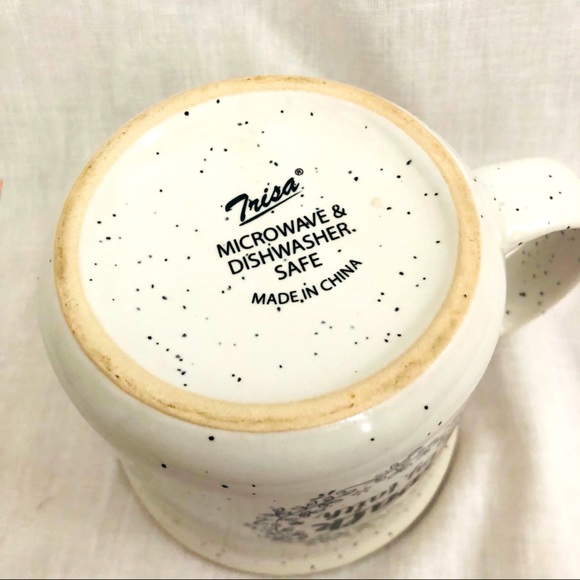 Trisa®
MICROWAVE &
DISHWASHER
SAFE
MADE IN CHINA